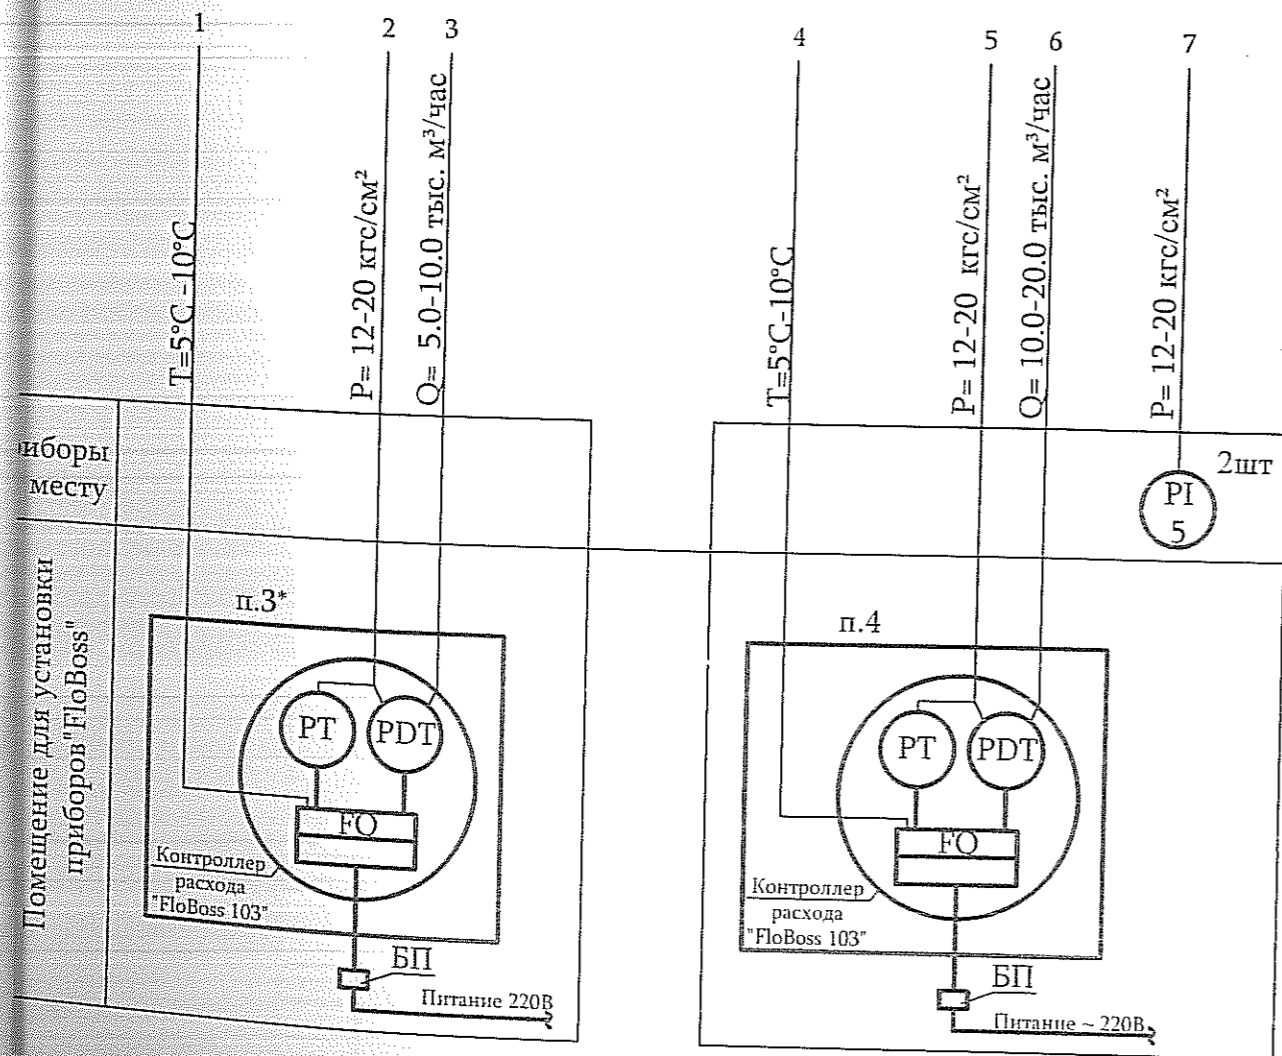 1
2
3
4
5
6
7
T=5°C -10°C
P= 12-20 кгс/см²
Q= 5.0-10.0 тыс. м³/час
T=5°C-10°C
P= 12-20 кгс/см²
Q= 10.0-20.0 тыс. м³/час
P= 12-20 кгс/см²
иборы
месту
2шт
PI
5
Помещение для установки
приборов"FloBoss"
п.3*
PT
PDT
FQ
Контроллер
расхода
"FloBoss 103"
БП
Питание 220В
п.4
PT
PDT
FQ
Контроллер
расхода
"FloBoss 103"
БП
Питание ~ 220В